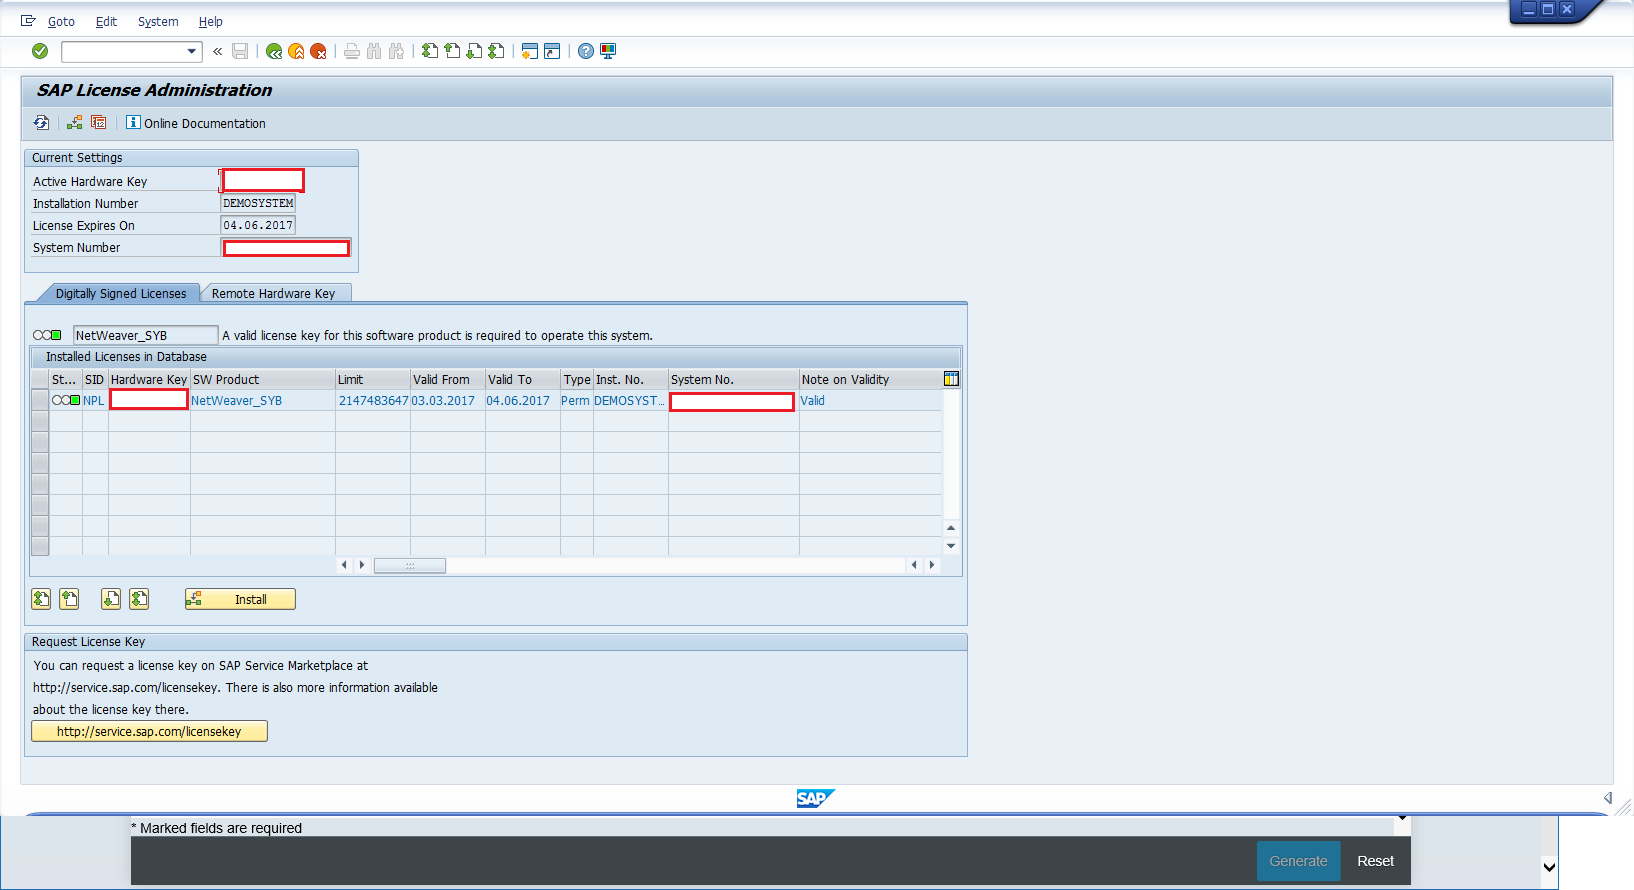 Goto Edit System Help
SAP License Administration
Online Documentation
Current Settings
Active Hardware Key
Installation Number DEMOSYSTEM
License Expires On 04.06.2017
System Number
Digitally Signed Licenses Remote Hardware Key
NetWeaver_SYB A valid license key for this software product is required to operate this system.
Installed Licenses in Database
St... SID Hardware Key SW Product Limit Valid From Valid To Type Inst. No. System No. Note on Validity
NPL NetWeaver_SYB 2147483647 03.03.2017 04.06.2017 Perm DEMOSYST... Valid
Install
Request License Key
You can request a license key on SAP Service Marketplace at
http://service.sap.com/licensekey. There is also more information available
about the license key there.
http://service.sap.com/licensekey
SAP
* Marked fields are required
Generate Reset